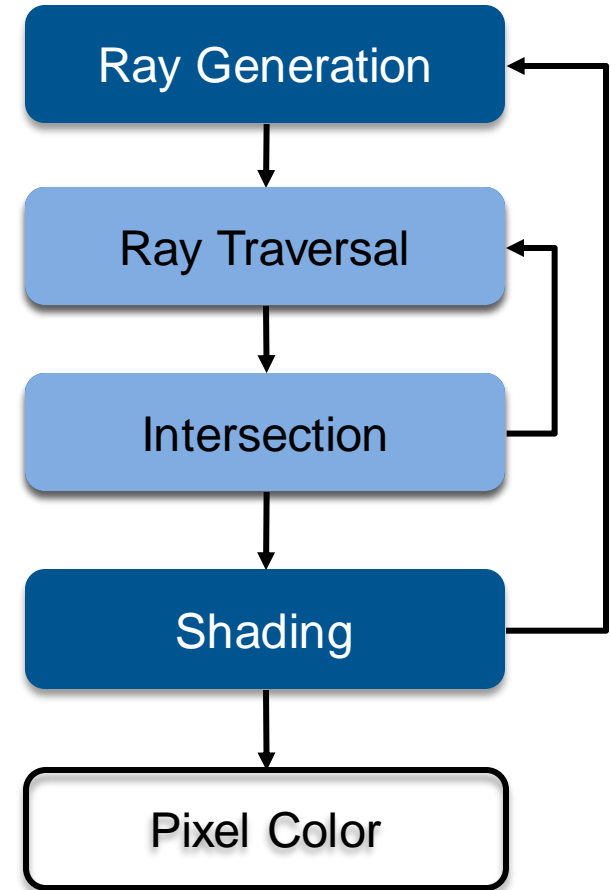 Ray Generation
Ray Traversal
Intersection
Shading
Pixel Color